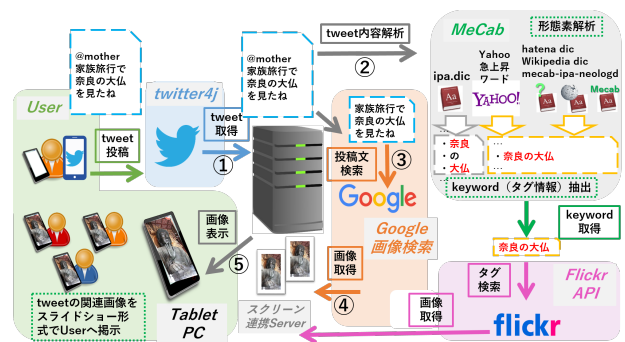 @mother
家族旅行で
奈良の大仏
を見たね
User
tweet
投稿
twitter4j
tweet
取得
①
@mother
家族旅行で
奈良の大仏
を見たね
tweet内容解析
②
MeCab
形態素解析
ipa.dic
Yahoo
急上昇
ワード
YAHOO!
hatena dic
Wikipedia dic
mecab-ipa-neologd
?
Aa
Aa
Aa
Aa
Mecab
…
・奈良
の
・大仏
…
…
・奈良の大仏
…
keyword（タグ情報）抽出
keyword
取得
奈良の大仏
タグ
検索
Flickr
API
flickr
画像
取得
家族旅行で
奈良の大仏
を見たね
投稿文
検索
③
Google
Google
画像検索
画像
取得
④
スクリーン
連携Server
画像
表示
⑤
Tablet
PC
tweetの関連画像を
スライドショー形
式でUserへ掲示